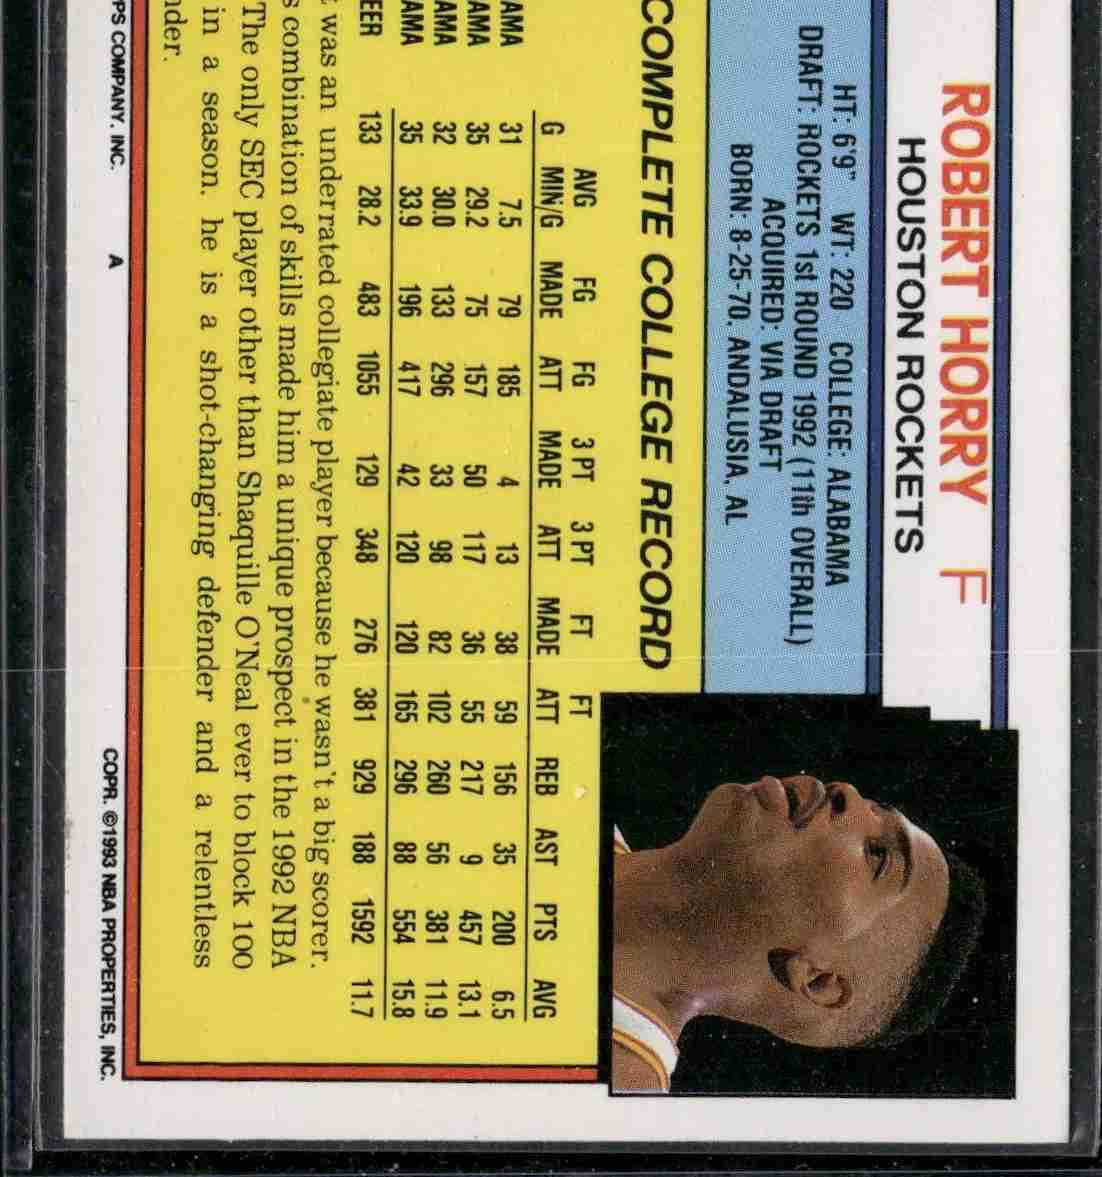 ROBERT HORRY F
HOUSTON ROCKETS
HT: 6'9" WT: 220 COLLEGE: ALABAMA
DRAFT: ROCKETS 1st ROUND 1992 (11th OVERALL)
ACQUIRED: VIA DRAFT
BORN: 8-25-70, ANDALUSIA, AL
COMPLETE COLLEGE RECORD
AVG FG FG 3 PT 3 PT FT FT
G MIN/G MADE ATT MADE ATT MADE ATT REB AST PTS AVG
AMA 31 7.5 79 185 4 13 38 59 156 35 200 6.5
AMA 35 29.2 75 157 50 117 36 55 217 9 457 13.1
AMA 32 30.0 133 296 33 98 82 102 260 56 381 11.9
AMA 35 33.9 196 417 42 120 120 165 296 88 554 15.8
EER 133 28.2 483 1055 129 348 276 381 929 188 1592 11.7
t was an underrated collegiate player because he wasn't a big scorer.
s combination of skills made him a unique prospect in the 1992 NBA
The only SEC player other than Shaquille O'Neal ever to block 100
in a season, he is a shot-changing defender and a relentless
nder.
PS COMPANY, INC. A COPR. ©1993 NBA PROPERTIES, INC.